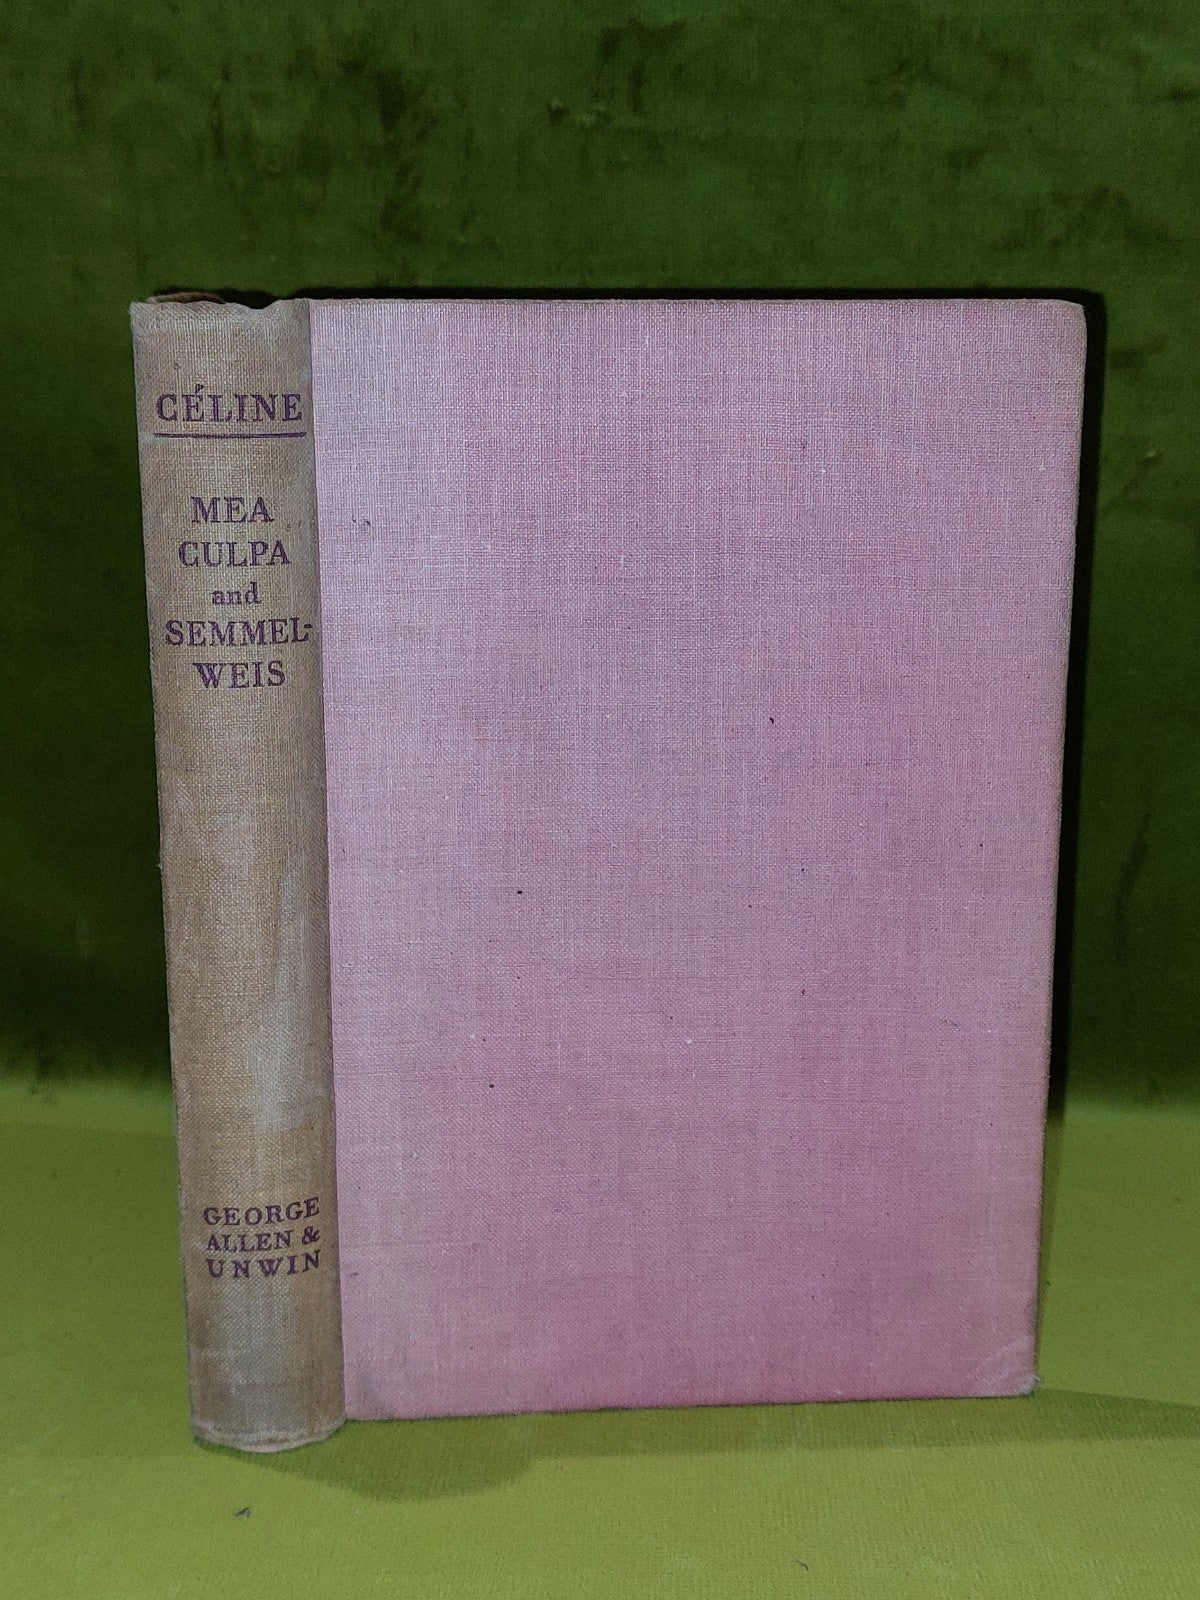 CÉLINE
MEA
CULPA
and
SEMMEL-
WEIS
GEORGE
ALLEN &
UNWIN